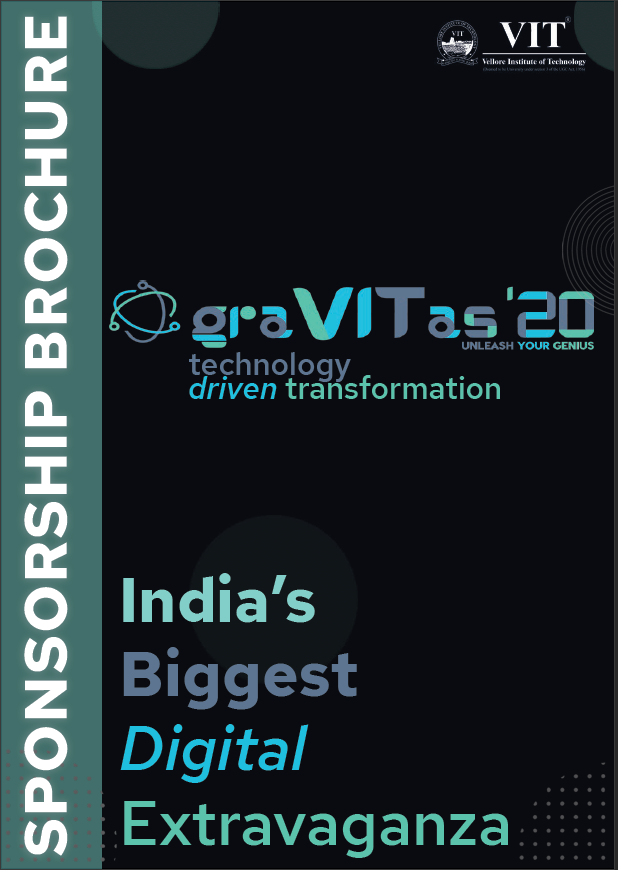 SPONSORSHIP BROCHURE
VIT
VIT
Vellore Institute of Technology
graVITas'20
UNLEASH YOUR GENIUS
technology
driven transformation
India's
Biggest
Digital
Extravaganza